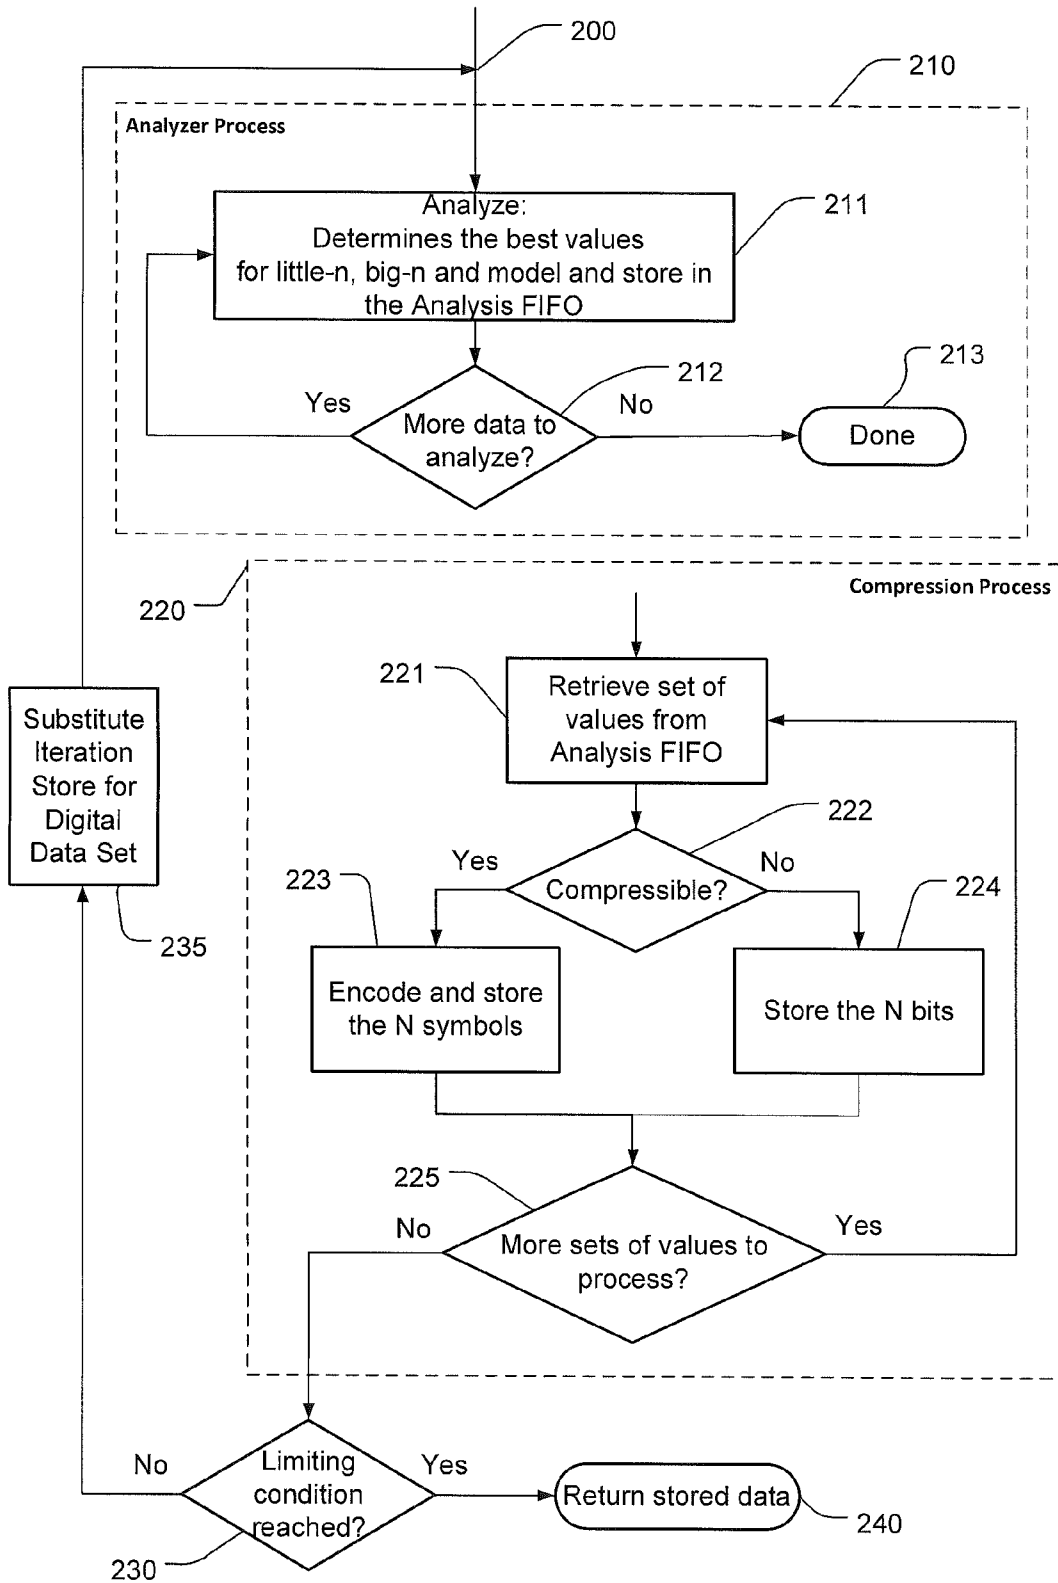 200
210
Analyzer Process
Analyze:
Determines the best values
for little-n, big-n and model and store in
the Analysis FIFO
211
212
213
Yes
More data to
analyze?
No
Done
220
Compression Process
221
Retrieve set of
values from
Analysis FIFO
Substitute
Iteration
Store for
Digital
Data Set
235
222
Yes
Compressible?
No
223
224
Encode and store
the N symbols
Store the N bits
225
No
More sets of values to
process?
Yes
No
Limiting
condition
reached?
Yes
Return stored data
230
240